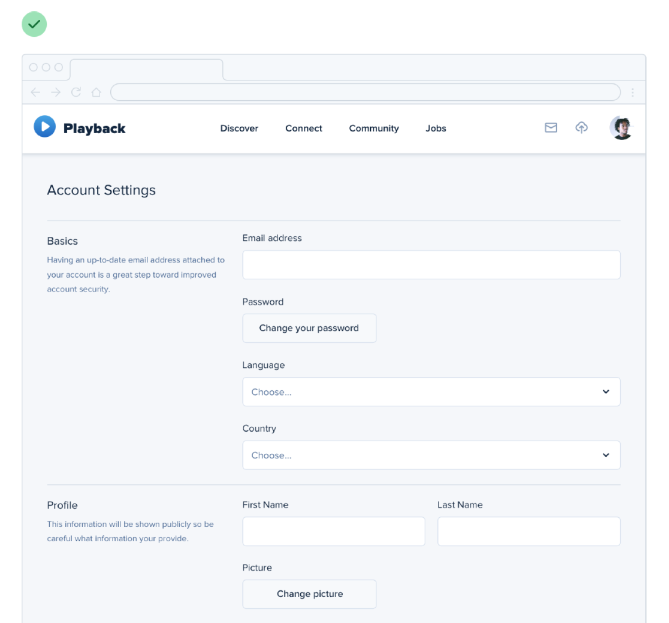 Playback
Discover
Connect
Community
Jobs
Account Settings
Basics
Having an up-to-date email address attached to
your account is a great step toward improved
account security.
Email address
Password
Change your password
Language
Choose...
Country
Choose...
Profile
This information will be shown publicly so be
careful what information your provide.
First Name
Last Name
Picture
Change picture